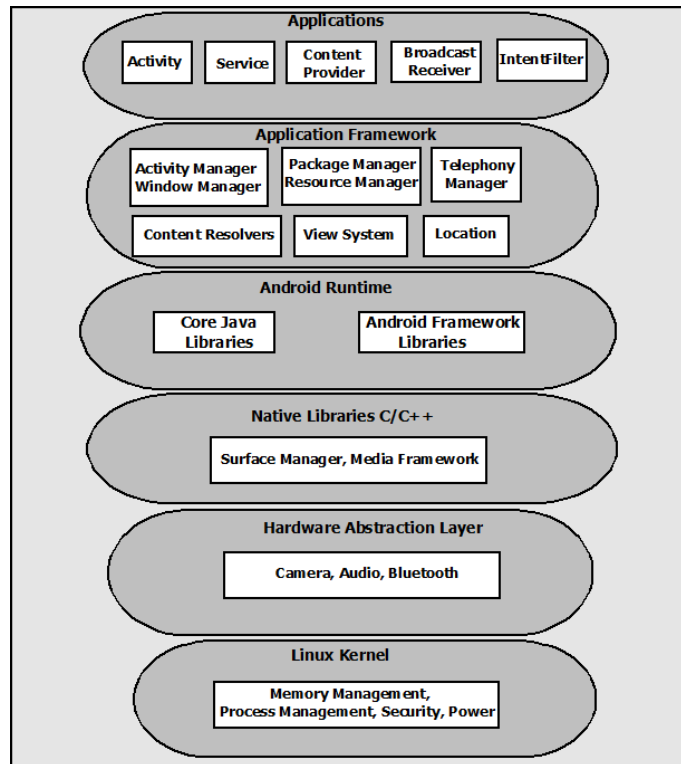 Applications
Activity
Service
Content
Provider
Broadcast
Receiver
IntentFilter
Application Framework
Activity Manager
Window Manager
Package Manager
Resource Manager
Telephony
Manager
Content Resolvers
View System
Location
Android Runtime
Core Java
Libraries
Android Framework
Libraries
Native Libraries C/C++
Surface Manager, Media Framework
Hardware Abstraction Layer
Camera, Audio, Bluetooth
Linux Kernel
Memory Management,
Process Management, Security, Power